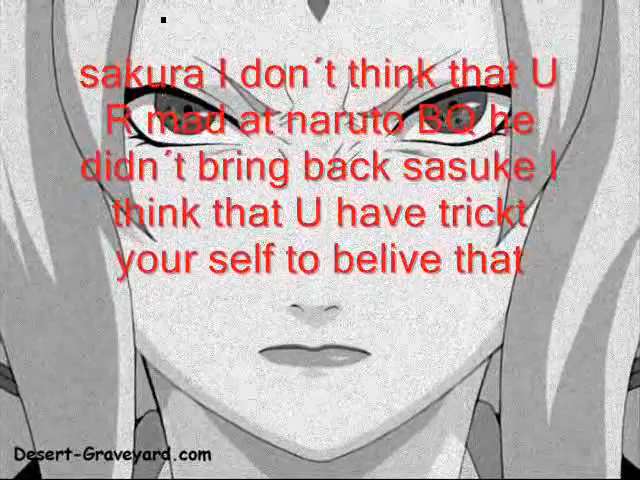 sakura I don´t think that U
R mad at naruto BQ he
didn´t bring back sasuke I
think that U have trickt
your self to belive that
Desert-Graveyard.com